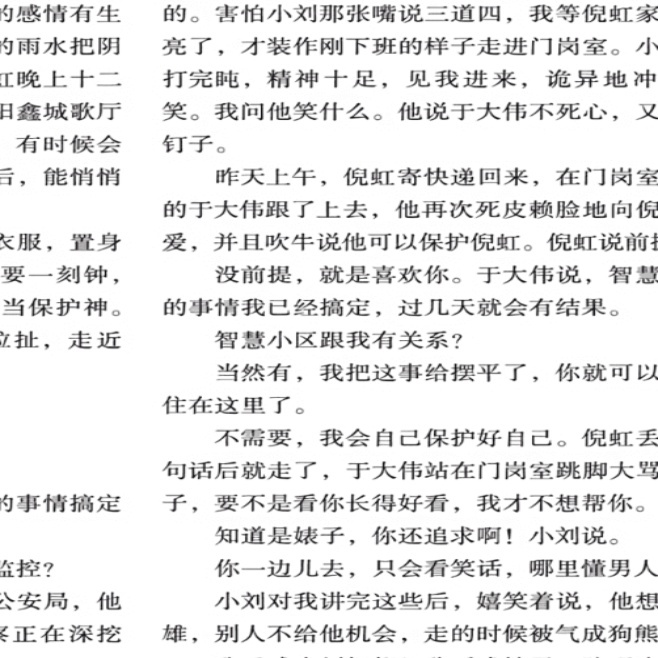 的感情有生
的雨水把阴
虹晚上十二
阳鑫城歌厅
，有时候会
后，能悄悄
衣服，置身
要一刻钟，
当保护神。
拉扯，走近
的事情搞定
监控？
公安局，他
正在深挖
的。害怕小刘那张嘴说三道四，我等倪虹家
亮了，才装作刚下班的样子走进门岗室。小
打完盹，精神十足，见我进来，诡异地冲
笑。我问他笑什么。他说于大伟不死心，又
钉子。
昨天上午，倪虹寄快递回来，在门岗室
的于大伟跟了上去，他再次死皮赖脸地向倪
爱，并且吹牛说他可以保护倪虹。倪虹说前提
没前提，就是喜欢你。于大伟说，智慧
的事情我已经搞定，过几天就会有结果。
智慧小区跟我有关系？
当然有，我把这事给摆平了，你就可以
住在这里了。
不需要，我会自己保护好自己。倪虹丢
句话后就走了，于大伟站在门岗室跳脚大骂
子，要不是看你长得好看，我才不想帮你。
知道是婊子，你还追求啊！小刘说。
你一边儿去，只会看笑话，哪里懂男人
小刘对我讲完这些后，嬉笑着说，他想
雄，别人不给他机会，走的时候被气成狗熊